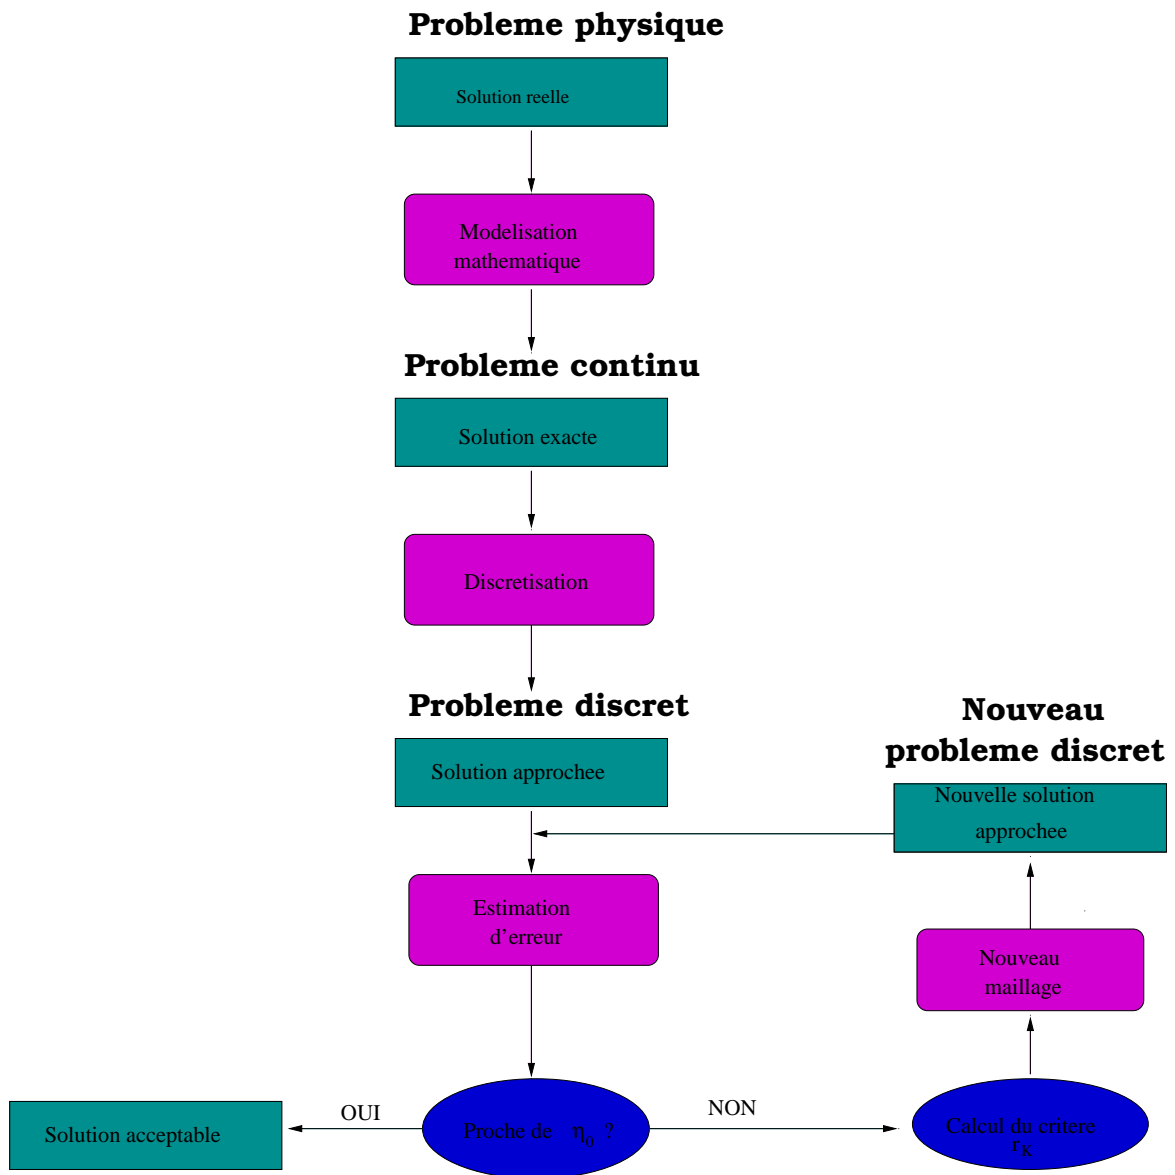 Probleme physique
Solution reelle
Modelisation
mathematique
Probleme continu
Solution exacte
Discretisation
Probleme discret
Solution approchee
Nouveau
probleme discret
Nouvelle solution
approchee
Estimation
d'erreur
Nouveau
maillage
Solution acceptable
OUI
Proche de η₀ ?
NON
Calcul du critere
r_K